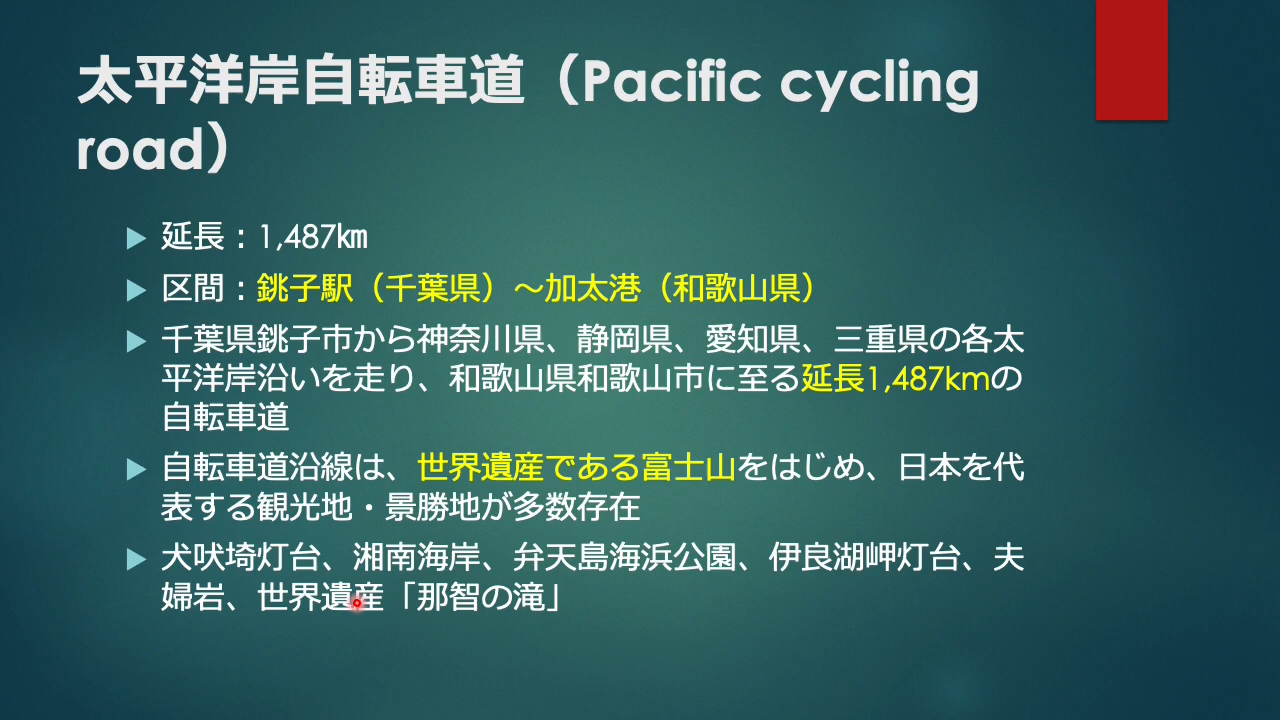 太平洋岸自転車道（Pacific cycling
road）
延長：1,487㎞
区間：銚子駅（千葉県）～加太港（和歌山県）
千葉県銚子市から神奈川県、静岡県、愛知県、三重県の各太
平洋岸沿いを走り、和歌山県和歌山市に至る延長1,487kmの
自転車道
自転車道沿線は、世界遺産である富士山をはじめ、日本を代
表する観光地・景勝地が多数存在
犬吠埼灯台、湘南海岸、弁天島海浜公園、伊良湖岬灯台、夫
婦岩、世界遺産「那智の滝」